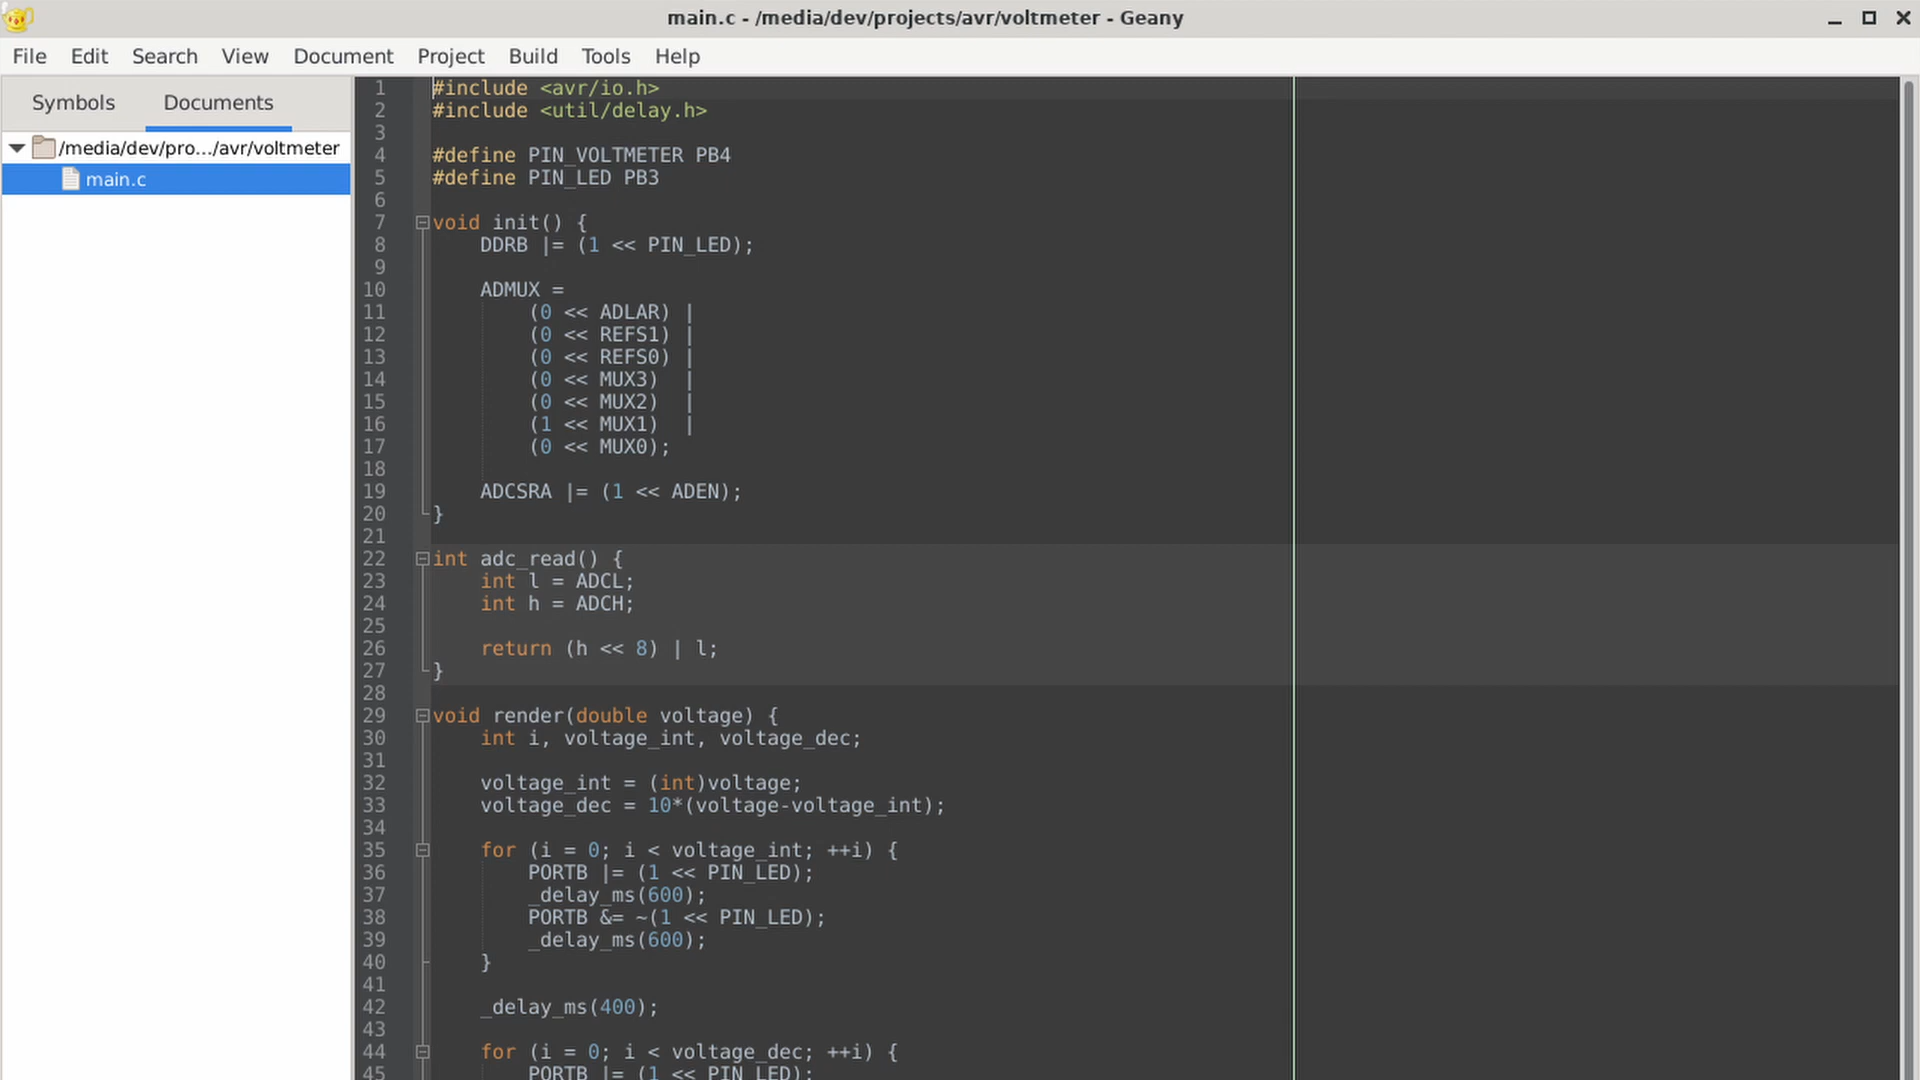 main.c - /media/dev/projects/avr/voltmeter - Geany
File Edit Search View Document Project Build Tools Help
Symbols Documents
/media/dev/pro.../avr/voltmeter
main.c
1 #include <avr/io.h>
2 #include <util/delay.h>
3
4 #define PIN_VOLTMETER PB4
5 #define PIN_LED PB3
6
7 void init() {
8     DDRB |= (1 << PIN_LED);
9
10     ADMUX =
11         (0 << ADLAR) |
12         (0 << REFS1) |
13         (0 << REFS0) |
14         (0 << MUX3)  |
15         (0 << MUX2)  |
16         (1 << MUX1)  |
17         (0 << MUX0);
18
19     ADCSRA |= (1 << ADEN);
20 }
21
22 int adc_read() {
23     int l = ADCL;
24     int h = ADCH;
25
26     return (h << 8) | l;
27 }
28
29 void render(double voltage) {
30     int i, voltage_int, voltage_dec;
31
32     voltage_int = (int)voltage;
33     voltage_dec = 10*(voltage-voltage_int);
34
35     for (i = 0; i < voltage_int; ++i) {
36         PORTB |= (1 << PIN_LED);
37         _delay_ms(600);
38         PORTB &= ~(1 << PIN_LED);
39         _delay_ms(600);
40     }
41
42     _delay_ms(400);
43
44     for (i = 0; i < voltage_dec; ++i) {
45         PORTB |= (1 << PIN_LED);